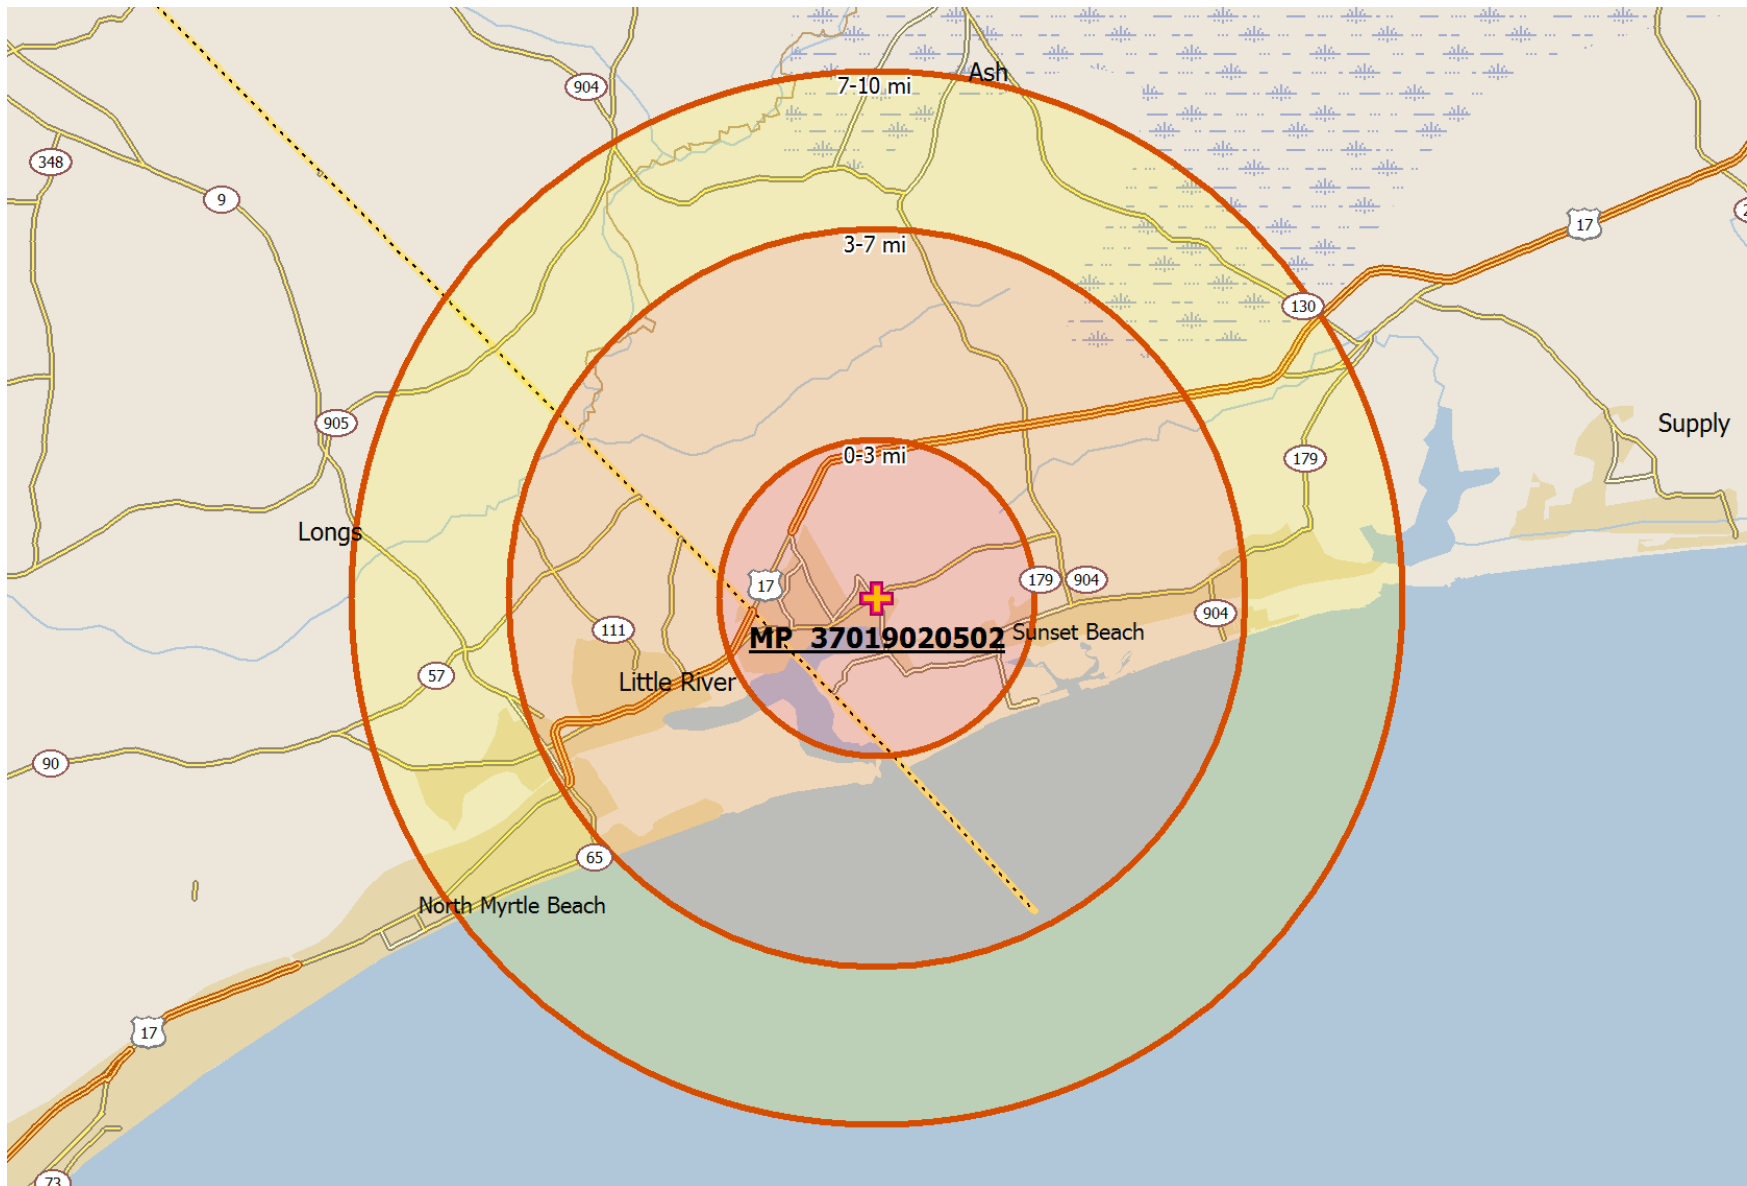 Ash
7-10 mi
904
348
9
17
2
3-7 mi
130
905
Supply
0-3 mi
179
Longs
17
179
904
904
111
MP_37019020502
Sunset Beach
57
Little River
90
65
North Myrtle Beach
17
73